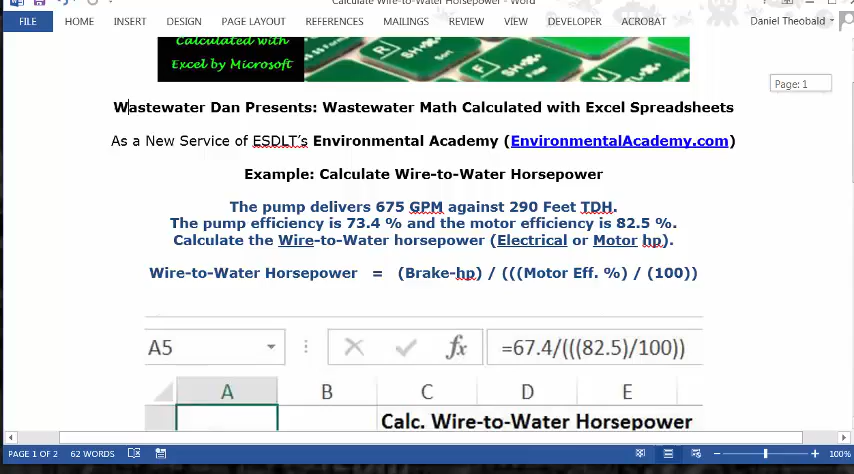 Calculate Wire-to-Water Horsepower - Word
FILE HOME INSERT DESIGN PAGE LAYOUT REFERENCES MAILINGS REVIEW VIEW DEVELOPER ACROBAT Daniel Theobald
Calculated with
Excel by Microsoft
Page: 1
Wastewater Dan Presents: Wastewater Math Calculated with Excel Spreadsheets
As a New Service of ESDLT's Environmental Academy (EnvironmentalAcademy.com)
Example: Calculate Wire-to-Water Horsepower
The pump delivers 675 GPM against 290 Feet TDH.
The pump efficiency is 73.4 % and the motor efficiency is 82.5 %.
Calculate the Wire-to-Water horsepower (Electrical or Motor hp).
Wire-to-Water Horsepower = (Brake-hp) / (((Motor Eff. %) / (100))
A5 fx =67.4/(((82.5)/100))
A B C D E
Calc. Wire-to-Water Horsepower
PAGE 1 OF 2 62 WORDS 100%